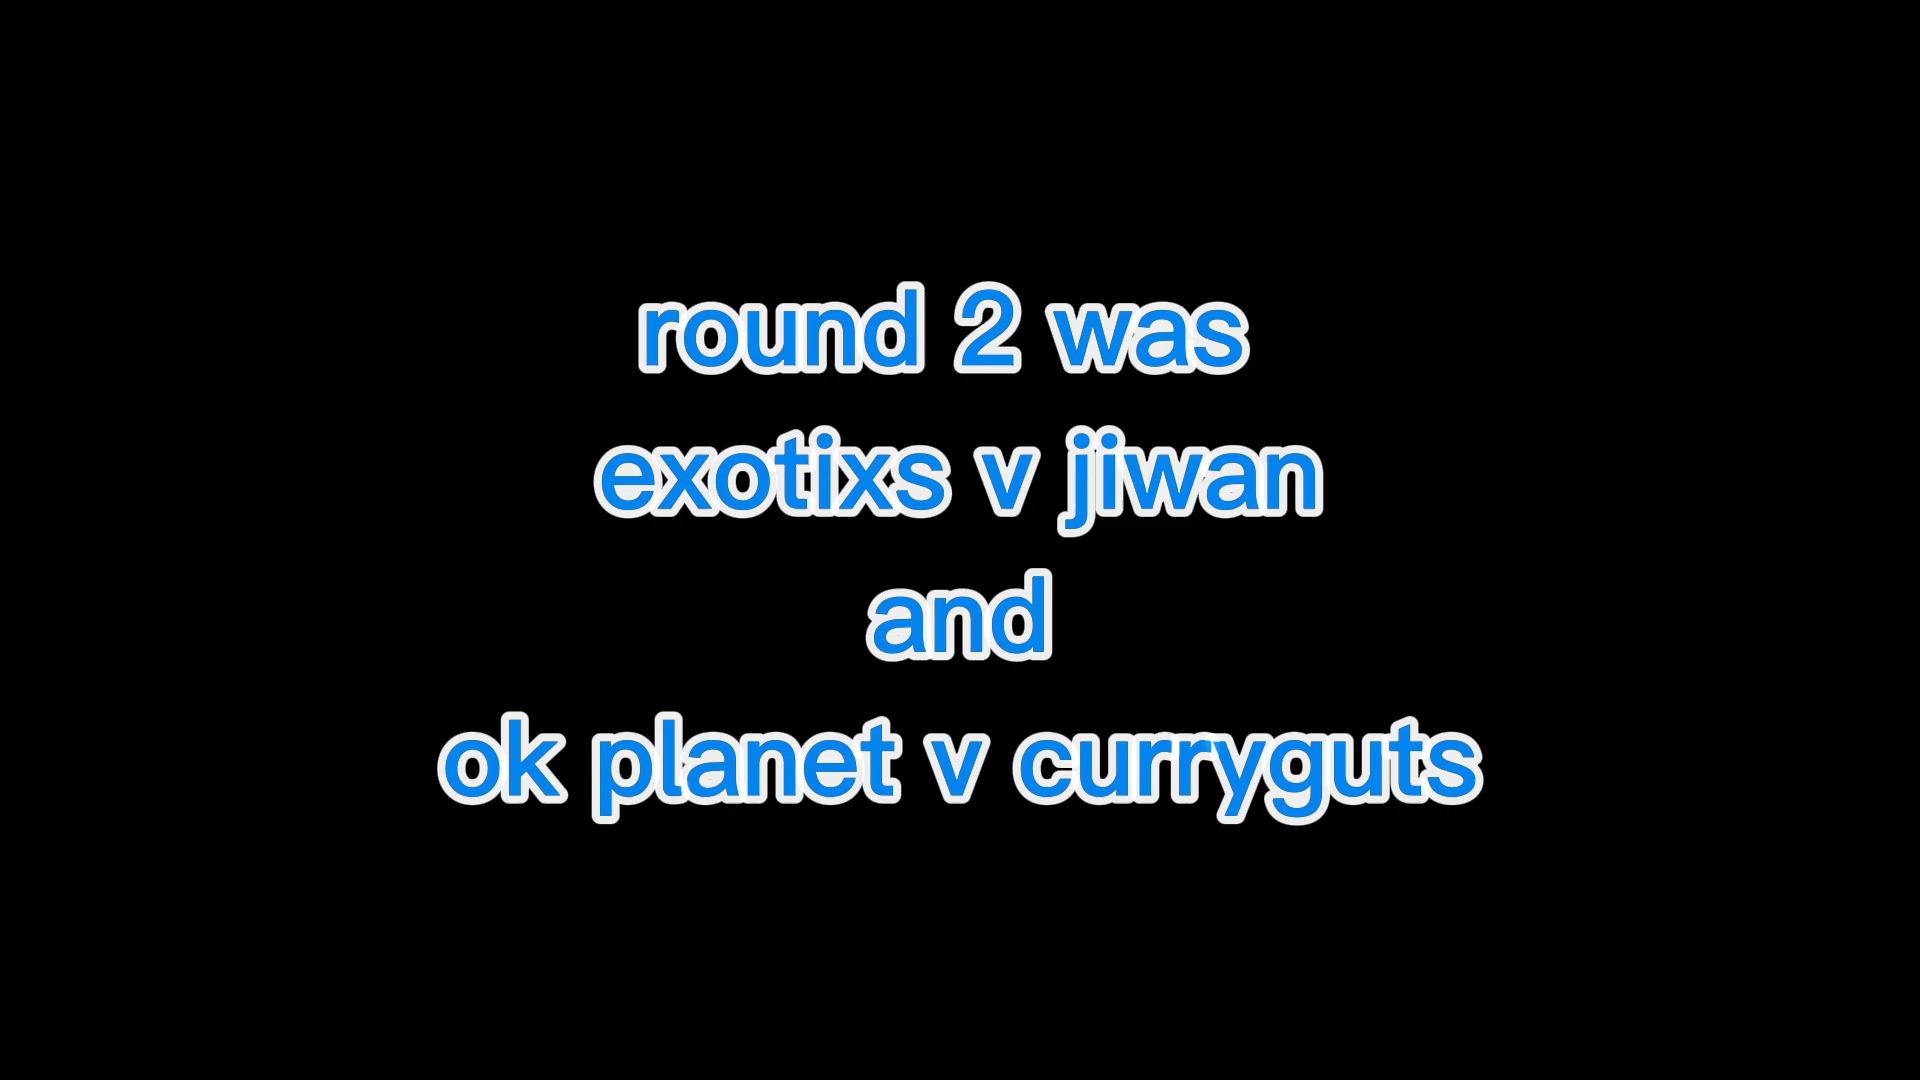 round 2 was
exotixs v jiwan
and
ok planet v curryguts